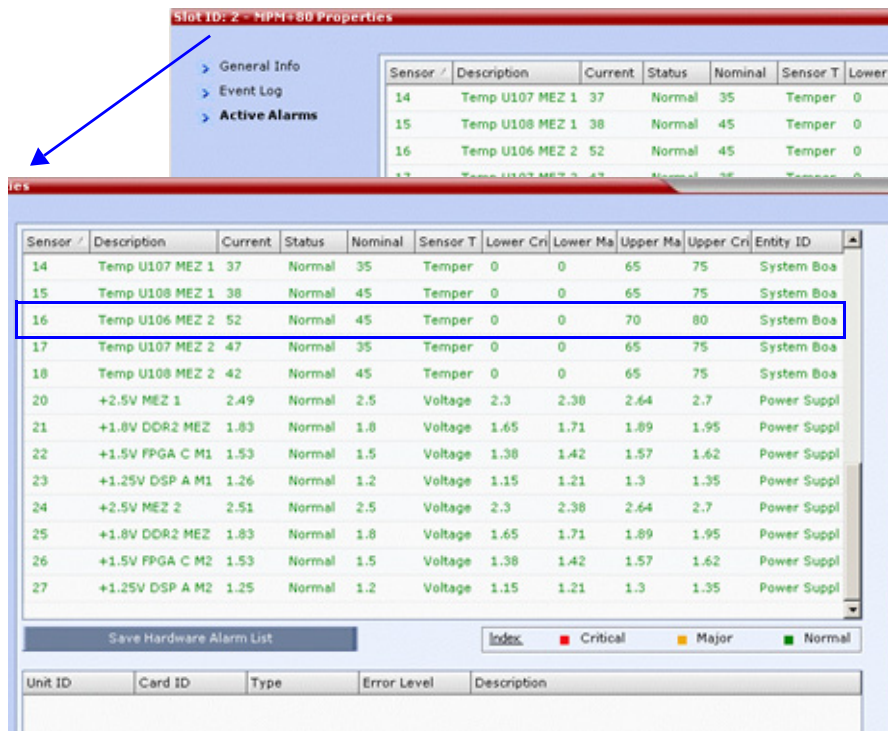 Slot ID: 2 - MPM+80 Properties
General Info
Event Log
Active Alarms
Sensor / Description Current Status Nominal Sensor T Lower
14 Temp U107 MEZ 1 37 Normal 35 Temper 0
15 Temp U108 MEZ 1 38 Normal 45 Temper 0
16 Temp U106 MEZ 2 52 Normal 45 Temper 0
17 Temp U107 MEZ 2 47 Normal 35 Temper 0
ies
Sensor / Description Current Status Nominal Sensor T Lower Cri Lower Ma Upper Ma Upper Cri Entity ID
14 Temp U107 MEZ 1 37 Normal 35 Temper 0 0 65 75 System Boa
15 Temp U108 MEZ 1 38 Normal 45 Temper 0 0 65 75 System Boa
16 Temp U106 MEZ 2 52 Normal 45 Temper 0 0 70 80 System Boa
17 Temp U107 MEZ 2 47 Normal 35 Temper 0 0 65 75 System Boa
18 Temp U108 MEZ 2 42 Normal 45 Temper 0 0 65 75 System Boa
20 +2.5V MEZ 1 2.49 Normal 2.5 Voltage 2.3 2.38 2.64 2.7 Power Suppl
21 +1.8V DDR2 MEZ 1.83 Normal 1.8 Voltage 1.65 1.71 1.89 1.95 Power Suppl
22 +1.5V FPGA C M1 1.53 Normal 1.5 Voltage 1.38 1.42 1.57 1.62 Power Suppl
23 +1.25V DSP A M1 1.26 Normal 1.2 Voltage 1.15 1.21 1.3 1.35 Power Suppl
24 +2.5V MEZ 2 2.51 Normal 2.5 Voltage 2.3 2.38 2.64 2.7 Power Suppl
25 +1.8V DDR2 MEZ 1.83 Normal 1.8 Voltage 1.65 1.71 1.89 1.95 Power Suppl
26 +1.5V FPGA C M2 1.53 Normal 1.5 Voltage 1.38 1.42 1.57 1.62 Power Suppl
27 +1.25V DSP A M2 1.25 Normal 1.2 Voltage 1.15 1.21 1.3 1.35 Power Suppl
Save Hardware Alarm List
Index Critical Major Normal
Unit ID Card ID Type Error Level Description